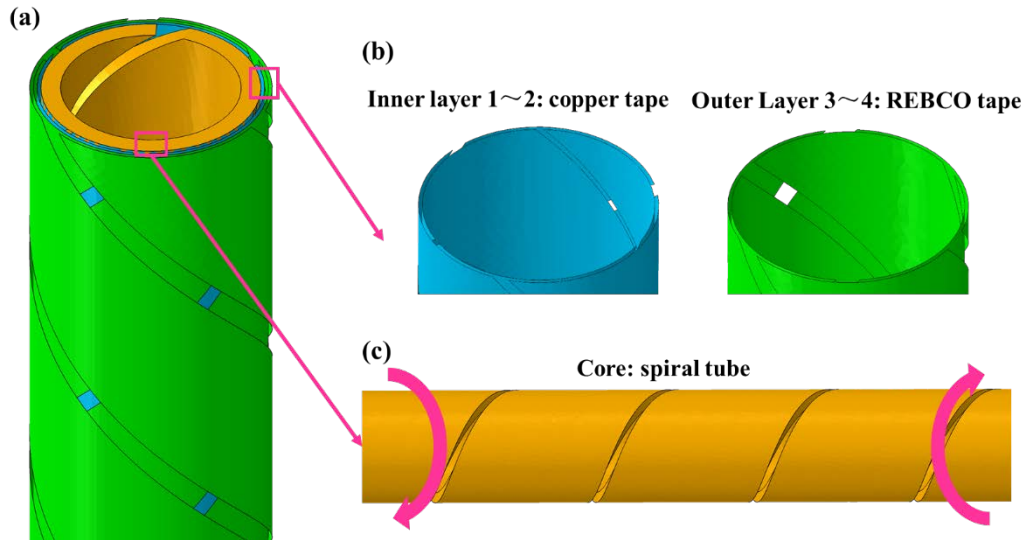 (a)
(b)
Inner layer 1～2: copper tape
Outer Layer 3～4: REBCO tape
(c)
Core: spiral tube